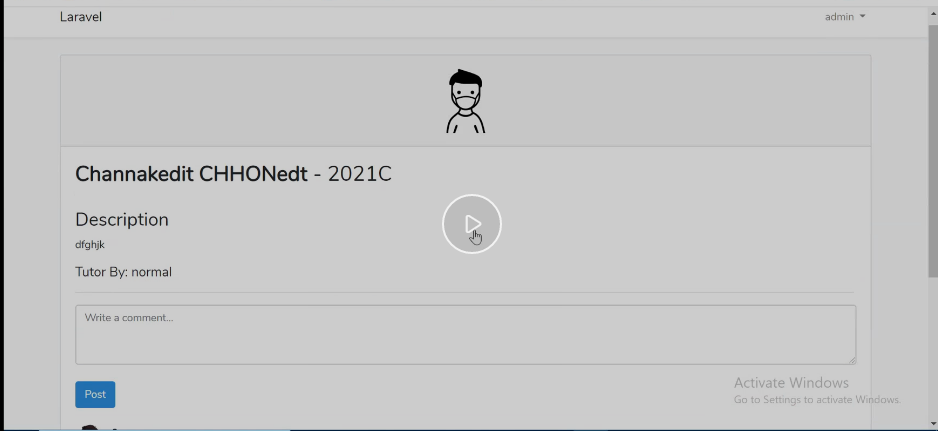 Laravel
admin
Channakedit CHHONedt - 2021C
Description
dfghjk
Tutor By: normal
Write a comment...
Post
Activate Windows
Go to Settings to activate Windows.